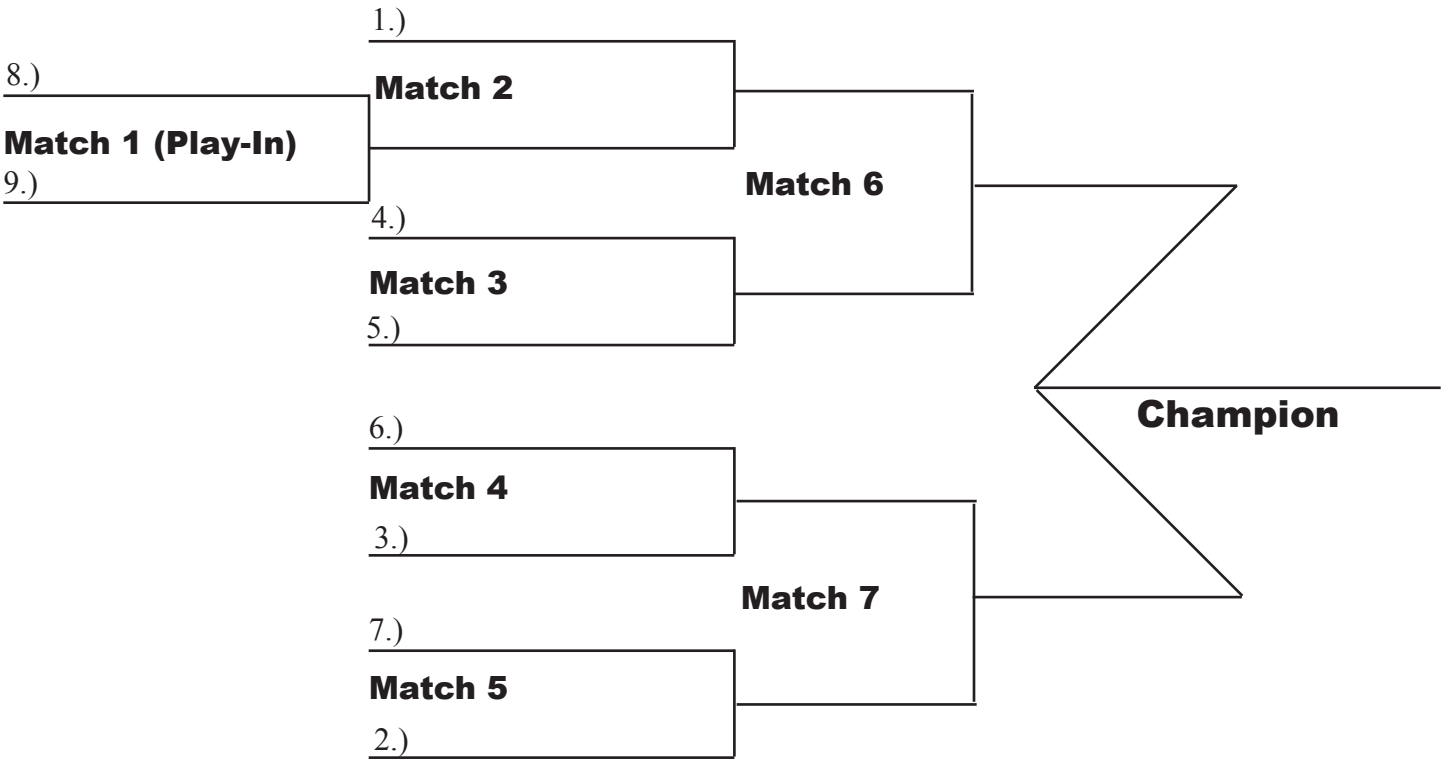 1.)
8.)
Match 2
Match 1 (Play-In)
9.)
Match 6
4.)
Match 3
5.)
Champion
6.)
Match 4
3.)
Match 7
7.)
Match 5
2.)